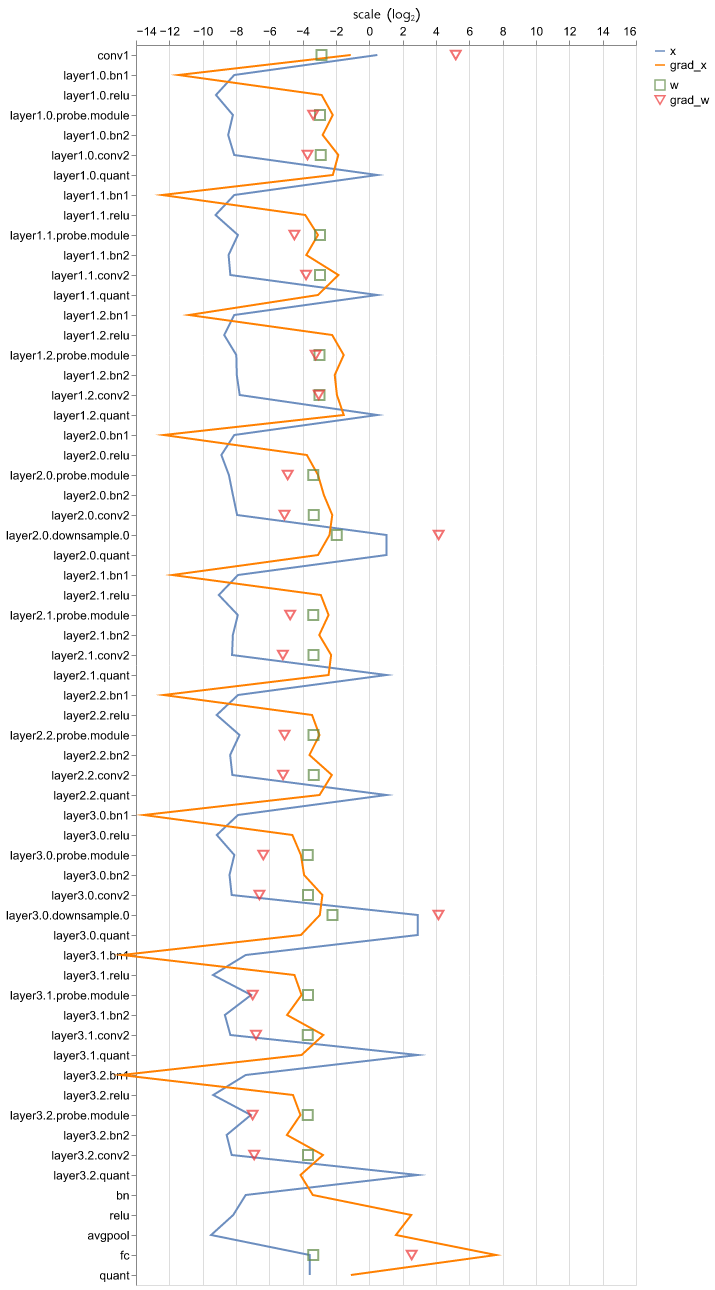 scale (log₂)
−14 −12 −10 −8 −6 −4 −2 0 2 4 6 8 10 12 14 16
x
grad_x
w
grad_w
conv1
layer1.0.bn1
layer1.0.relu
layer1.0.probe.module
layer1.0.bn2
layer1.0.conv2
layer1.0.quant
layer1.1.bn1
layer1.1.relu
layer1.1.probe.module
layer1.1.bn2
layer1.1.conv2
layer1.1.quant
layer1.2.bn1
layer1.2.relu
layer1.2.probe.module
layer1.2.bn2
layer1.2.conv2
layer1.2.quant
layer2.0.bn1
layer2.0.relu
layer2.0.probe.module
layer2.0.bn2
layer2.0.conv2
layer2.0.downsample.0
layer2.0.quant
layer2.1.bn1
layer2.1.relu
layer2.1.probe.module
layer2.1.bn2
layer2.1.conv2
layer2.1.quant
layer2.2.bn1
layer2.2.relu
layer2.2.probe.module
layer2.2.bn2
layer2.2.conv2
layer2.2.quant
layer3.0.bn1
layer3.0.relu
layer3.0.probe.module
layer3.0.bn2
layer3.0.conv2
layer3.0.downsample.0
layer3.0.quant
layer3.1.bn1
layer3.1.relu
layer3.1.probe.module
layer3.1.bn2
layer3.1.conv2
layer3.1.quant
layer3.2.bn1
layer3.2.relu
layer3.2.probe.module
layer3.2.bn2
layer3.2.conv2
layer3.2.quant
bn
relu
avgpool
fc
quant